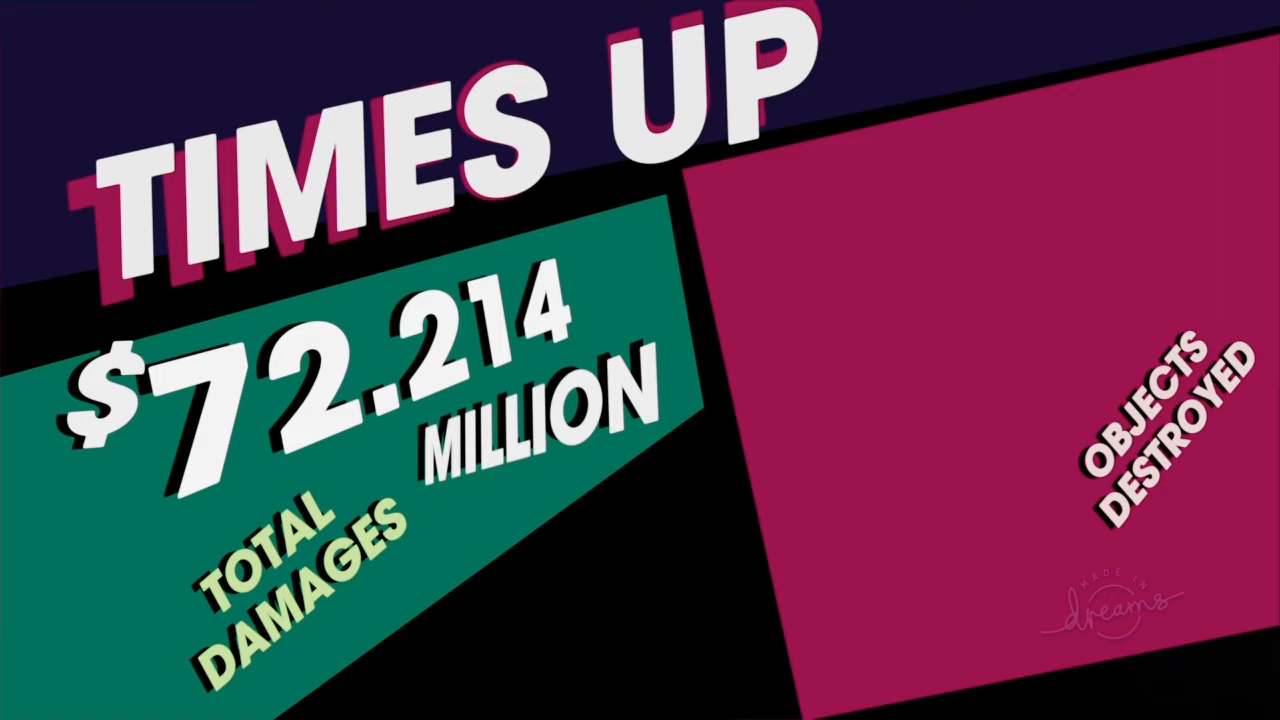 TIMES UP
$72.214
MILLION
TOTAL
DAMAGES
OBJECTS
DESTROYED
MADE IN
dreams